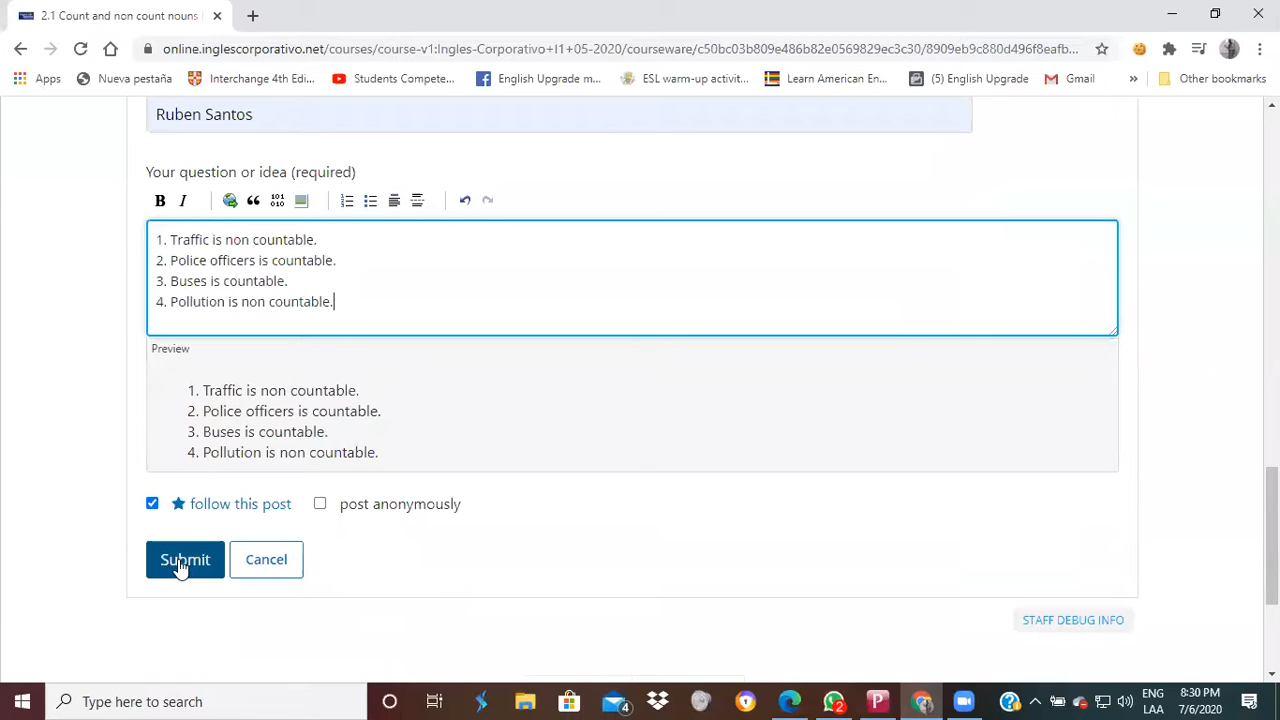 2.1 Count and non count nouns
online.inglescorporativo.net/courses/course-v1:Ingles-Corporativo+I1+05-2020/courseware/c50bc03b809e486b82e0569829ec3c30/8909eb9c880d496f8eafb...
Apps Nueva pestaña Interchange 4th Edi... Students Compete... English Upgrade m... ESL warm-up activit... Learn American En... (5) English Upgrade Gmail » Other bookmarks
Ruben Santos
Your question or idea (required)
B I
1. Traffic is non countable.
2. Police officers is countable.
3. Buses is countable.
4. Pollution is non countable.
Preview
1. Traffic is non countable.
2. Police officers is countable.
3. Buses is countable.
4. Pollution is non countable.
follow this post post anonymously
Submit Cancel
STAFF DEBUG INFO
Type here to search 4 2 ENG 8:30 PM
LAA 7/6/2020